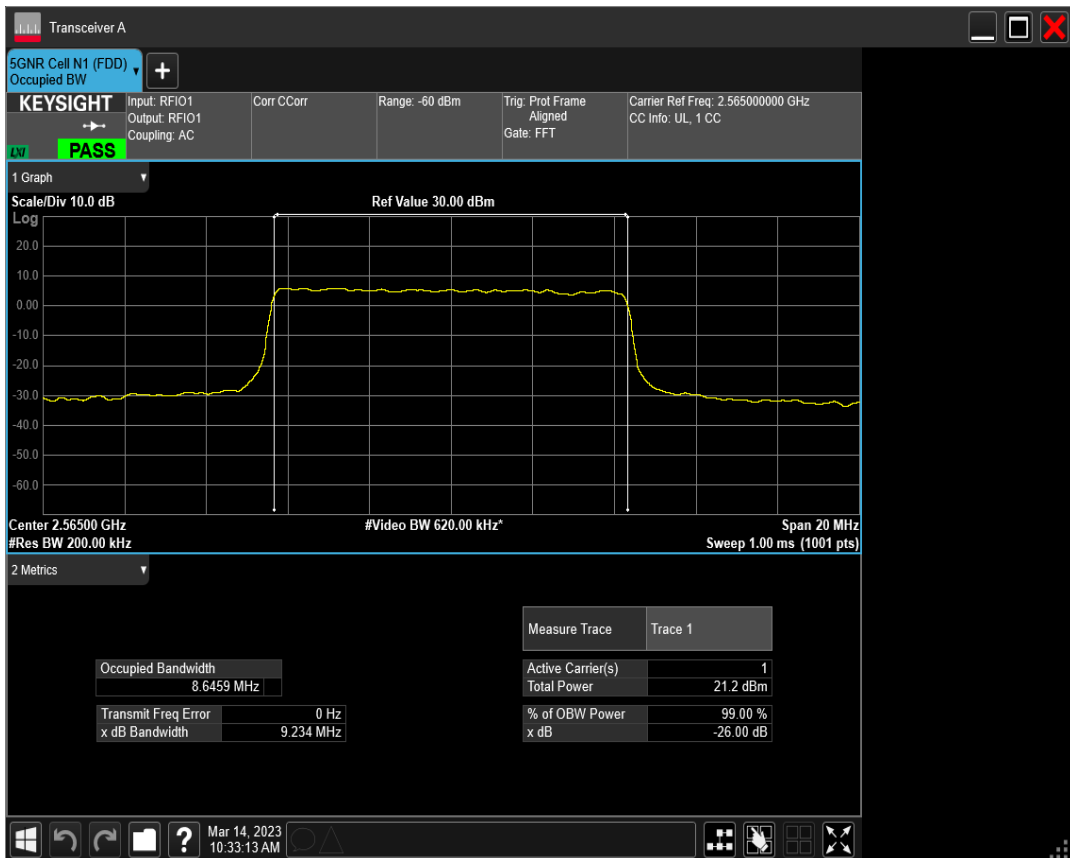 Transceiver A
5GNR Cell N1 (FDD)
Occupied BW
KEYSIGHT
LXI
PASS
Input: RFIO1
Output: RFIO1
Coupling: AC
Corr CCorr
Range: -60 dBm
Trig: Prot Frame
Aligned
Gate: FFT
Carrier Ref Freq: 2.565000000 GHz
CC Info: UL, 1 CC
1 Graph
Scale/Div 10.0 dB
Ref Value 30.00 dBm
Log
20.0
10.0
0.00
-10.0
-20.0
-30.0
-40.0
-50.0
-60.0
Center 2.56500 GHz
#Video BW 620.00 kHz*
Span 20 MHz
#Res BW 200.00 kHz
Sweep 1.00 ms (1001 pts)
2 Metrics
Measure Trace Trace 1
Occupied Bandwidth
8.6459 MHz
Active Carrier(s) 1
Total Power 21.2 dBm
Transmit Freq Error 0 Hz
x dB Bandwidth 9.234 MHz
% of OBW Power 99.00 %
x dB -26.00 dB
?
Mar 14, 2023
10:33:13 AM